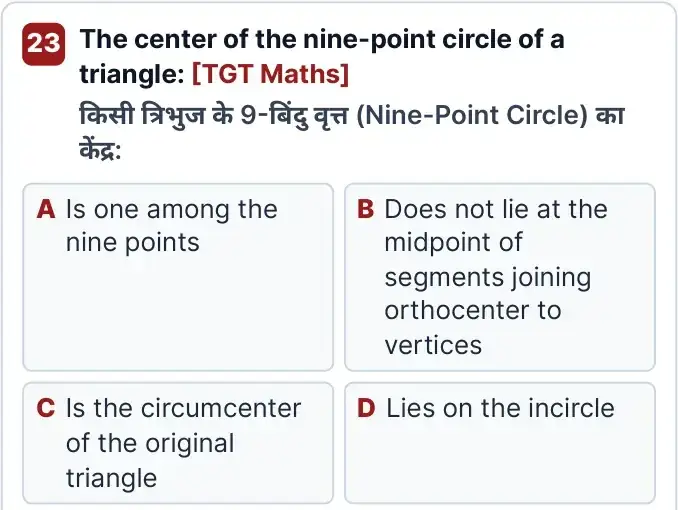 23 The center of the nine-point circle of a
triangle: [TGT Maths]
किसी त्रिभुज के 9-बिंदु वृत्त (Nine-Point Circle) का
केंद्र:
A Is one among the
nine points
B Does not lie at the
midpoint of
segments joining
orthocenter to
vertices
C Is the circumcenter
of the original
triangle
D Lies on the incircle